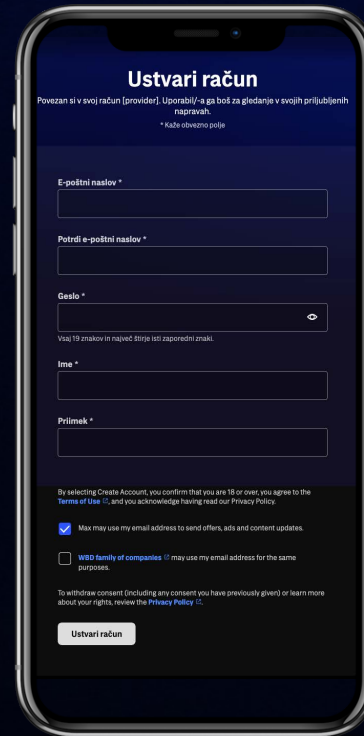 Ustvari račun
Povezan si v svoj račun [provider]. Uporabil/-a ga boš za gledanje v svojih priljubljenih
napravah.
* Kaže obvezno polje
E-poštni naslov *
Potrdi e-poštni naslov *
Geslo *
Vsaj 19 znakov in največ štirje isti zaporedni znaki.
Ime *
Priimek *
By selecting Create Account, you confirm that you are 18 or over, you agree to the
Terms of Use, and you acknowledge having read our Privacy Policy.
Max may use my email address to send offers, ads and content updates.
WBD family of companies may use my email address for the same
purposes.
To withdraw consent (including any consent you have previously given) or learn more
about your rights, review the Privacy Policy.
Ustvari račun